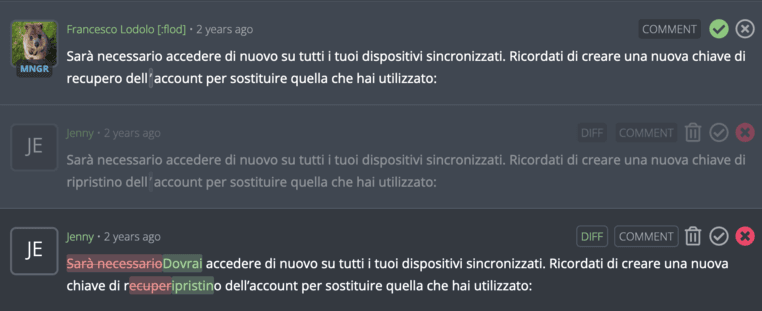 Francesco Lodolo [:flod] • 2 years ago COMMENT
MNGR
Sarà necessario accedere di nuovo su tutti i tuoi dispositivi sincronizzati. Ricordati di creare una nuova chiave di
recupero dell’account per sostituire quella che hai utilizzato:
JE
Jenny • 2 years ago DIFF COMMENT
Sarà necessario accedere di nuovo su tutti i tuoi dispositivi sincronizzati. Ricordati di creare una nuova chiave di
ripristino dell’account per sostituire quella che hai utilizzato:
JE
Jenny • 2 years ago DIFF COMMENT
Sarà necessarioDovrai accedere di nuovo su tutti i tuoi dispositivi sincronizzati. Ricordati di creare una nuova
chiave di recuperipristino dell’account per sostituire quella che hai utilizzato: